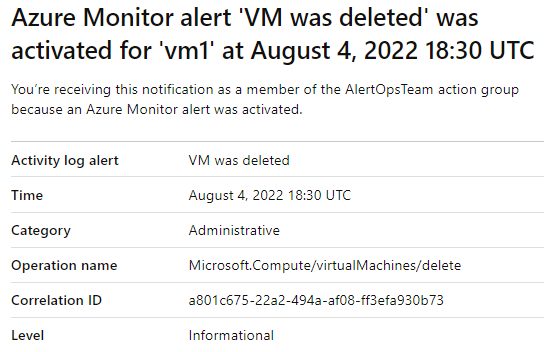 Azure Monitor alert 'VM was deleted' was
activated for 'vm1' at August 4, 2022 18:30 UTC
You're receiving this notification as a member of the AlertOpsTeam action group
because an Azure Monitor alert was activated.
Activity log alert VM was deleted
Time August 4, 2022 18:30 UTC
Category Administrative
Operation name Microsoft.Compute/virtualMachines/delete
Correlation ID a801c675-22a2-494a-af08-ff3efa930b73
Level Informational